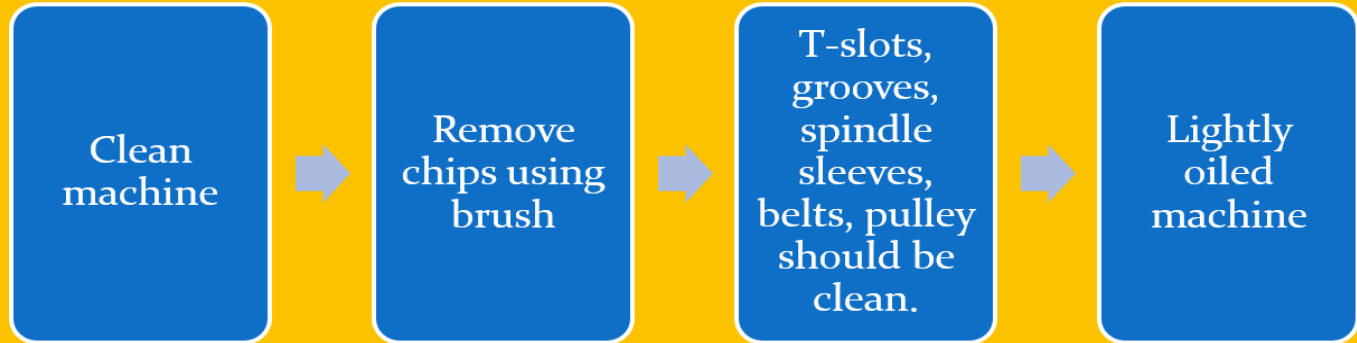 Clean
machine
Remove
chips using
brush
T-slots,
grooves,
spindle
sleeves,
belts, pulley
should be
clean.
Lightly
oiled
machine